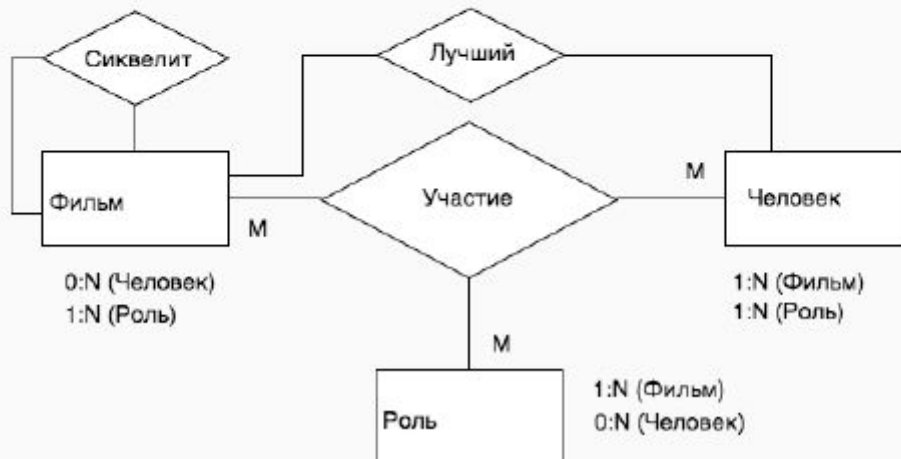 Сиквелит
Лучший
Фильм
М
Участие
М
Человек
0:N (Человек)
1:N (Роль)
1:N (Фильм)
1:N (Роль)
М
Роль
1:N (Фильм)
0:N (Человек)